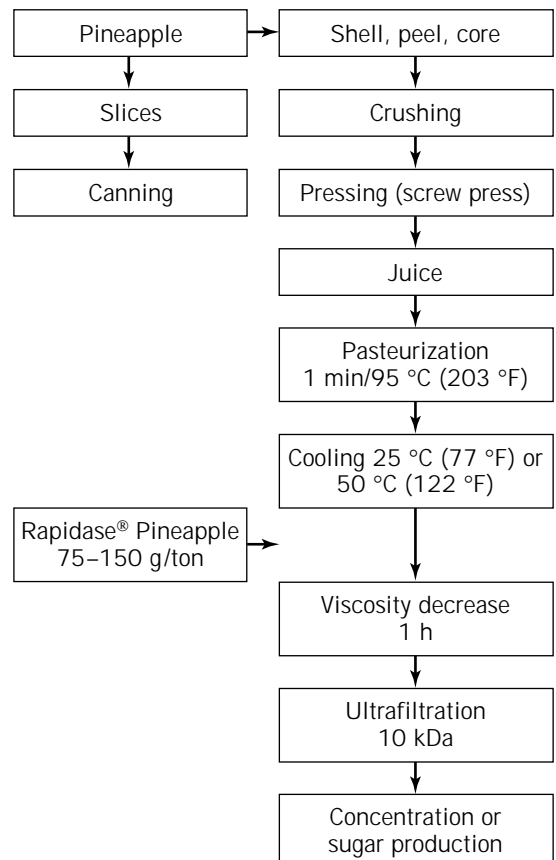 Pineapple
Shell, peel, core
Slices
Crushing
Canning
Pressing (screw press)
Juice
Pasteurization
1 min/95 °C (203 °F)
Cooling 25 °C (77 °F) or
50 °C (122 °F)
Rapidase® Pineapple
75–150 g/ton
Viscosity decrease
1 h
Ultrafiltration
10 kDa
Concentration or
sugar production